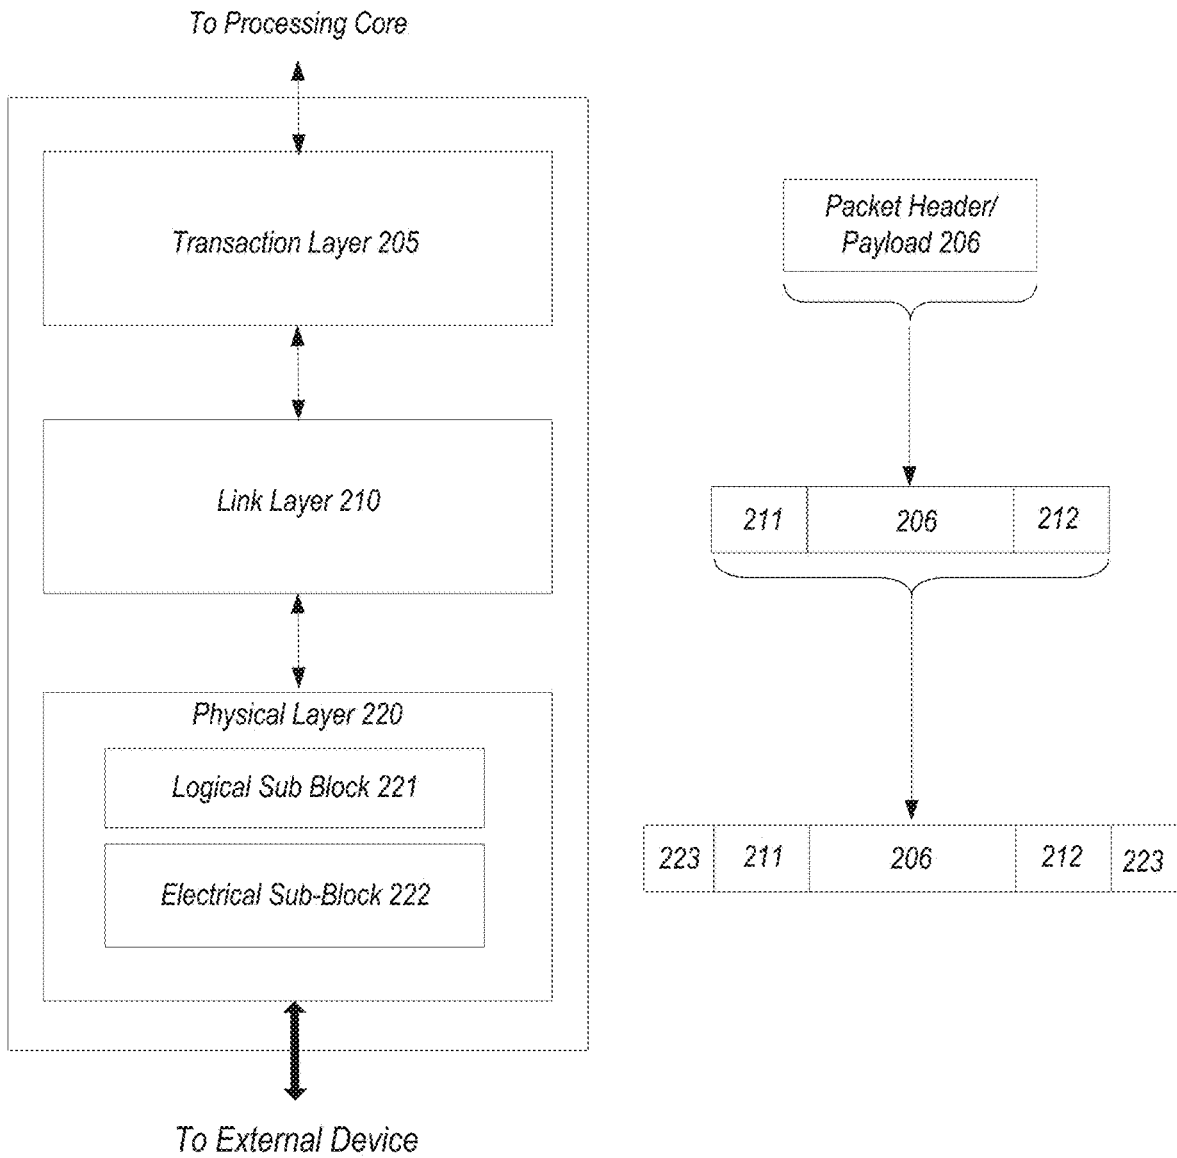 To Processing Core
Transaction Layer 205
Packet Header/
Payload 206
Link Layer 210
211 206 212
Physical Layer 220
Logical Sub Block 221
Electrical Sub-Block 222
223 211 206 212 223
To External Device